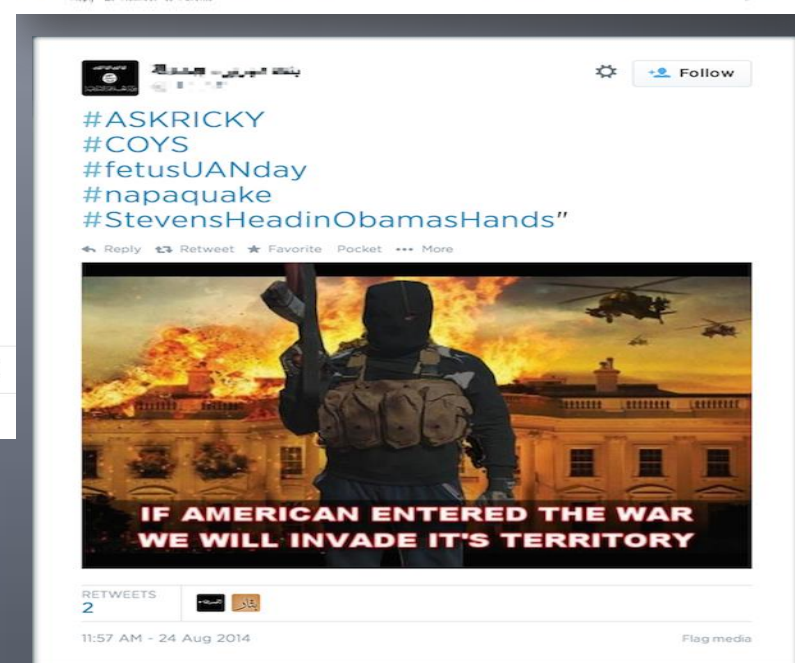 Follow
#ASKRICKY
#COYS
#fetusUANday
#napaquake
#StevensHeadinObamasHands"
Reply Retweet Favorite Pocket More
IF AMERICAN ENTERED THE WAR
WE WILL INVADE IT'S TERRITORY
RETWEETS
2
11:57 AM - 24 Aug 2014
Flag media